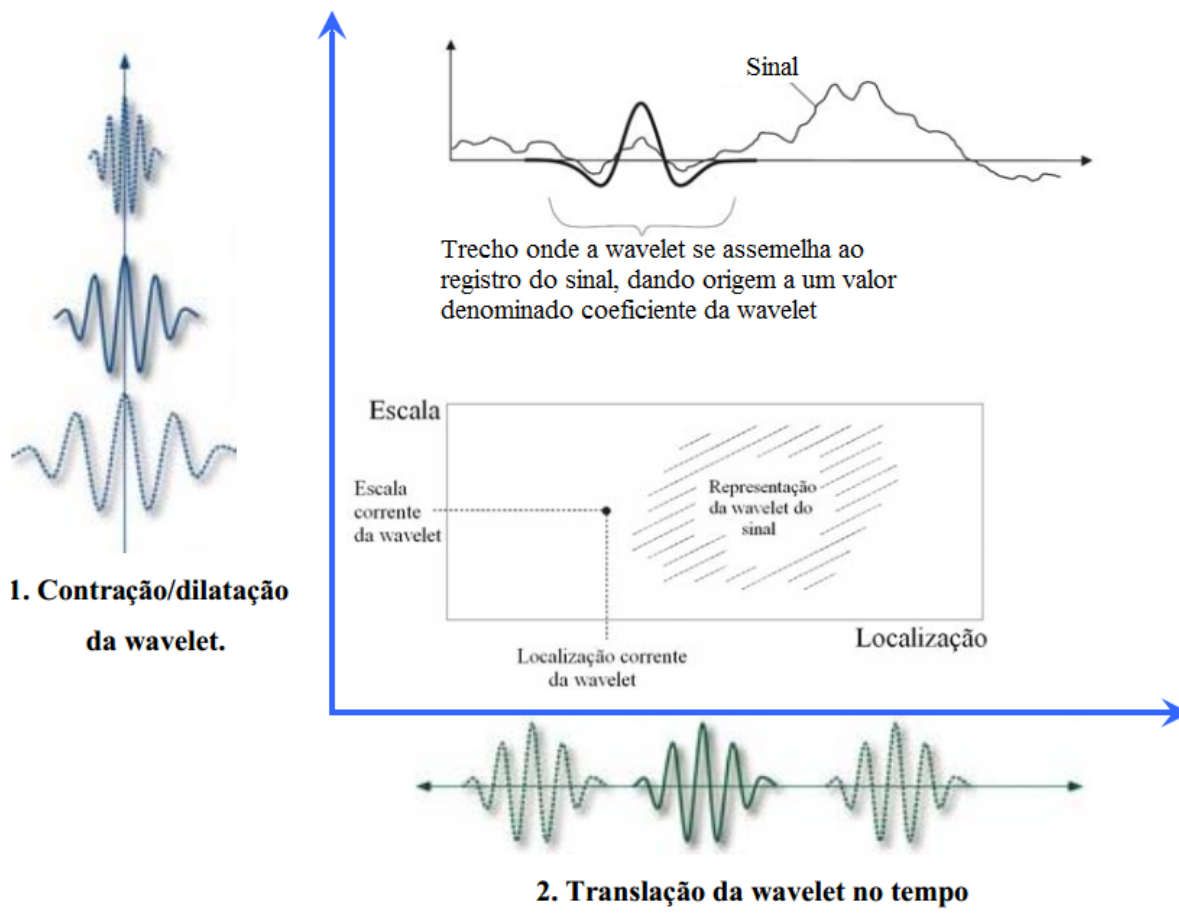 Sinal
Trecho onde a wavelet se assemelha ao
registro do sinal, dando origem a um valor
denominado coeficiente da wavelet
Escala
Escala
corrente
da wavelet
Representação
da wavelet do
sinal
Localização
Localização corrente
da wavelet
1. Contração/dilatação
da wavelet.
2. Translação da wavelet no tempo